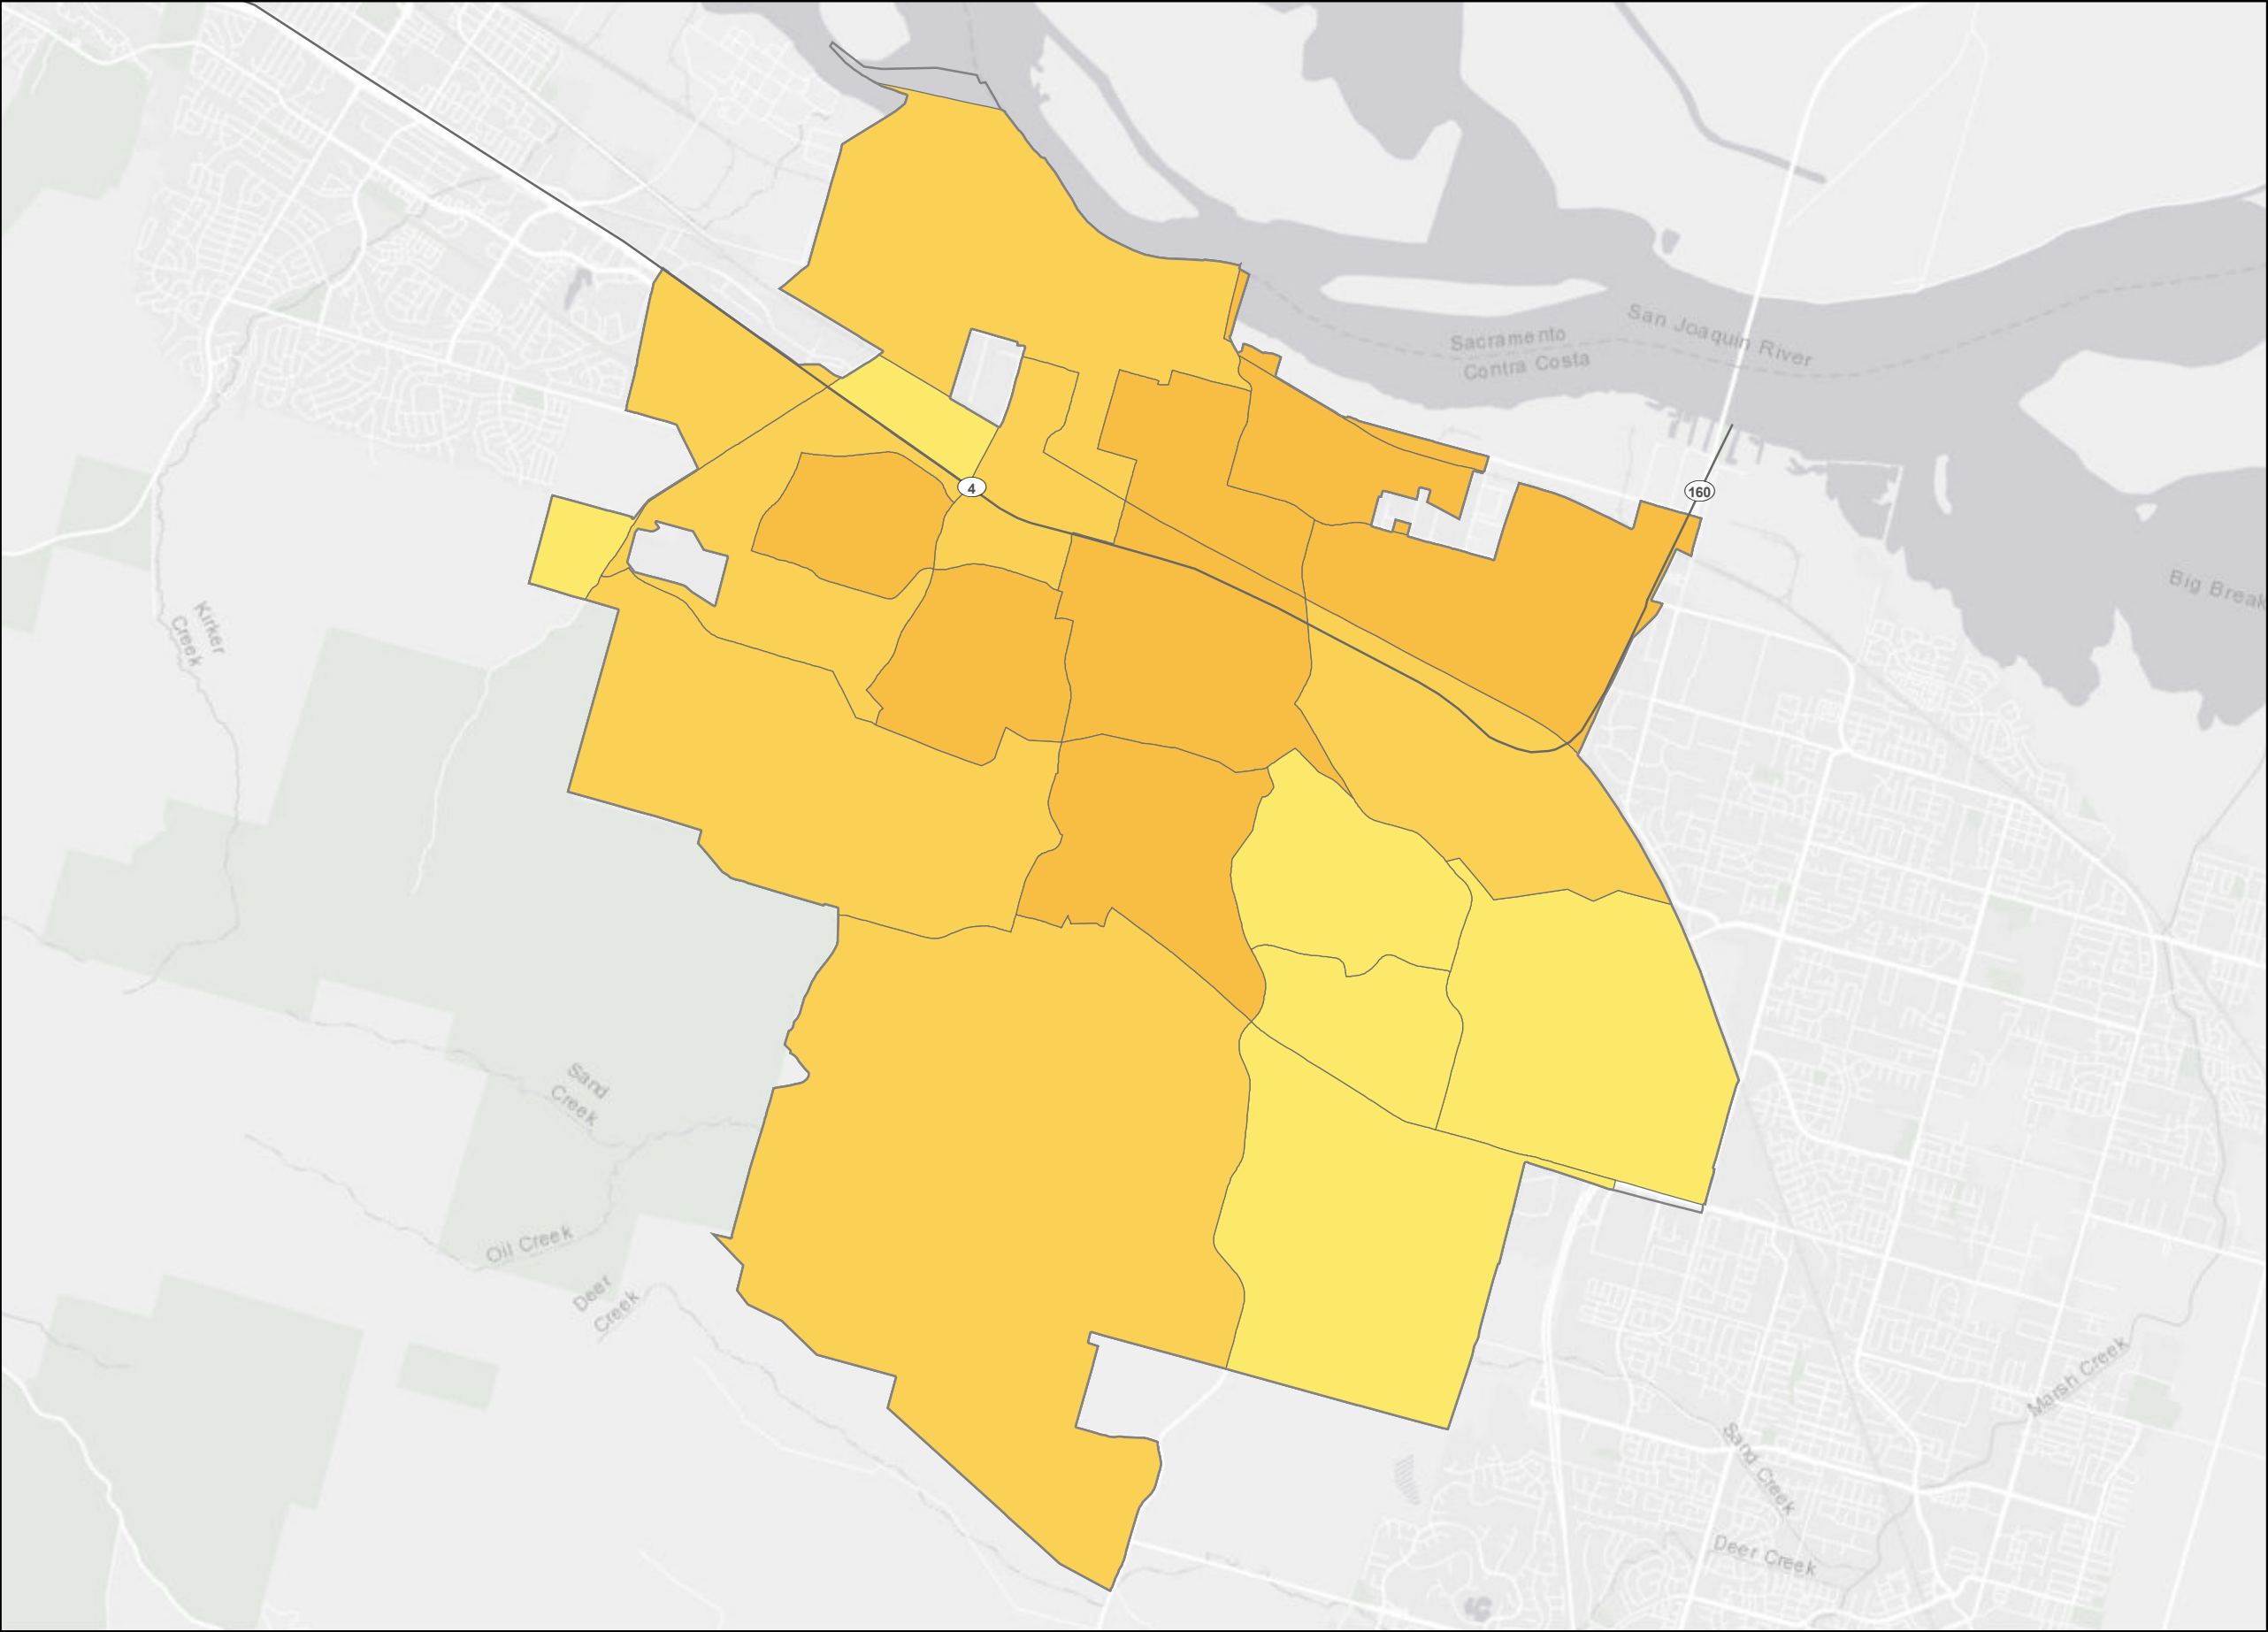 San Joaquin River
Sacramento
Contra Costa
4
160
Big Break
Kirker
Creek
Sand
Creek
Oil Creek
Deer
Creek
Marsh Creek
Sand Creek
Deer Creek